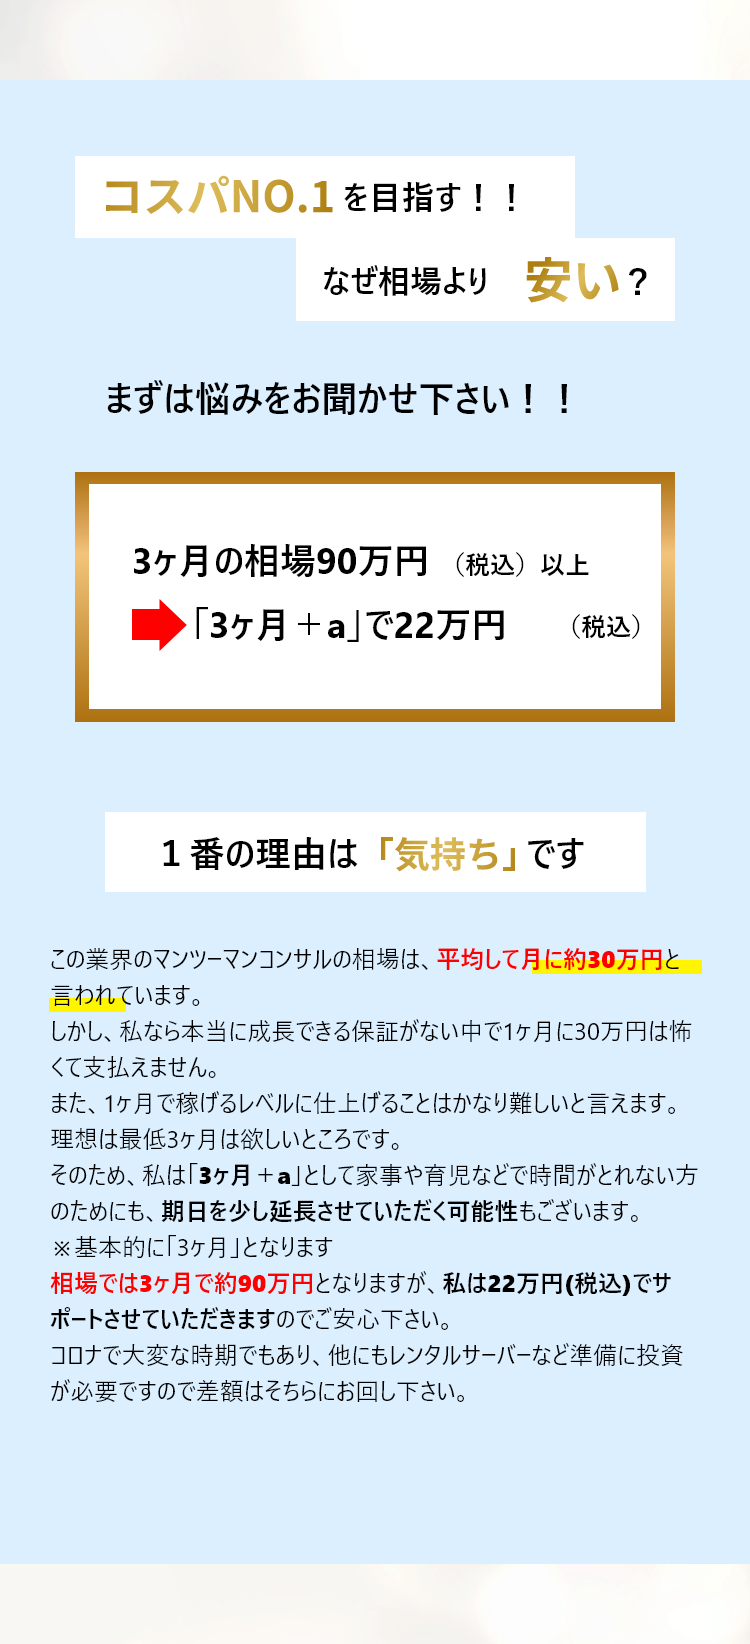 コスパNO.1を目指す！！
なぜ相場より　安い？
まずは悩みをお聞かせ下さい！！
3ヶ月の相場90万円（税込）以上
「3ヶ月＋a」で22万円　（税込）
１番の理由は「気持ち」です
この業界のマンツーマンコンサルの相場は、平均して月に約30万円と
言われています。
しかし、私なら本当に成長できる保証がない中で1ヶ月に30万円は怖
くて支払えません。
また、1ヶ月で稼げるレベルに仕上げることはかなり難しいと言えます。
理想は最低3ヶ月は欲しいところです。
そのため、私は「3ヶ月＋a」として家事や育児などで時間がとれない方
のためにも、期日を少し延長させていただく可能性もございます。
※基本的に「3ヶ月」となります
相場では3ヶ月で約90万円となりますが、私は22万円(税込)でサ
ポートさせていただきますのでご安心下さい。
コロナで大変な時期でもあり、他にもレンタルサーバーなど準備に投資
が必要ですので差額はそちらにお回し下さい。